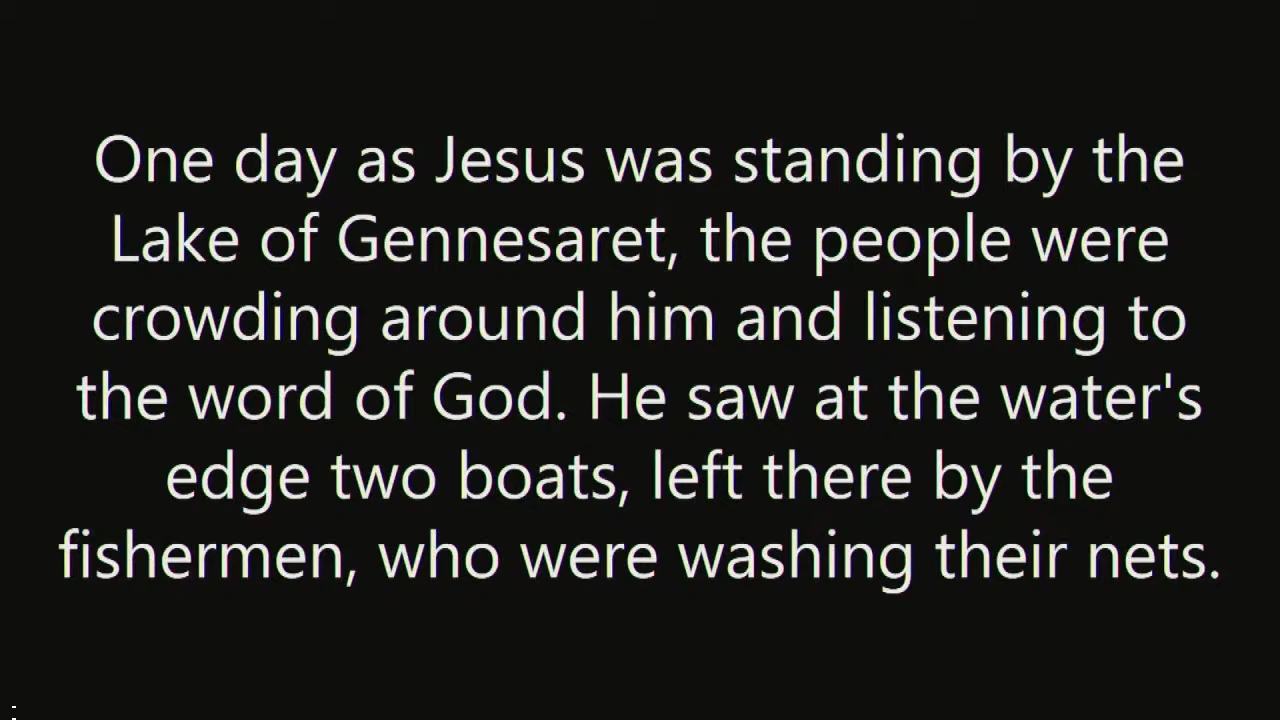 One day as Jesus was standing by the
Lake of Gennesaret, the people were
crowding around him and listening to
the word of God. He saw at the water's
edge two boats, left there by the
fishermen, who were washing their nets.